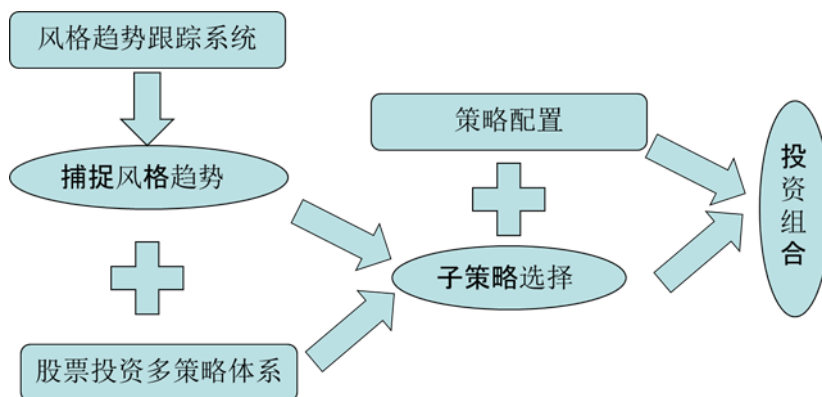 风格趋势跟踪系统
策略配置
捕捉风格趋势
投资组合
子策略选择
股票投资多策略体系